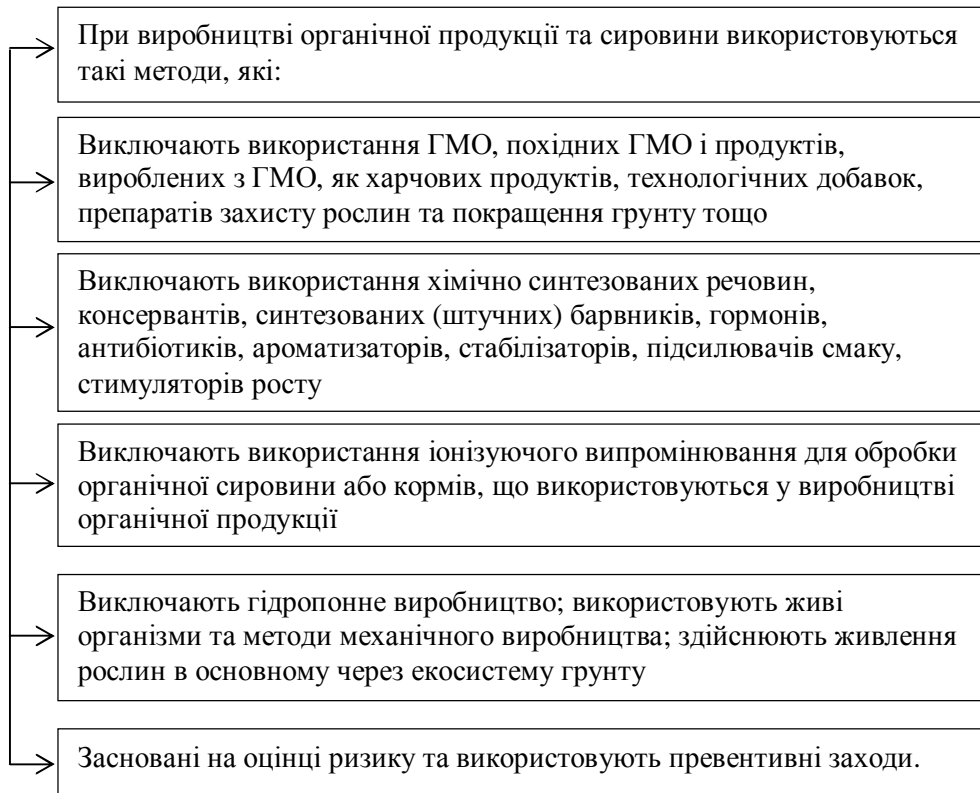 При виробництві органічної продукції та сировини використовуються
такі методи, які:
Виключають використання ГМО, похідних ГМО і продуктів,
вироблених з ГМО, як харчових продуктів, технологічних добавок,
препаратів захисту рослин та покращення грунту тощо
Виключають використання хімічно синтезованих речовин,
консервантів, синтезованих (штучних) барвників, гормонів,
антибіотиків, ароматизаторів, стабілізаторів, підсилювачів смаку,
стимуляторів росту
Виключають використання іонізуючого випромінювання для обробки
органічної сировини або кормів, що використовуються у виробництві
органічної продукції
Виключають гідропонне виробництво; використовують живі
організми та методи механічного виробництва; здійснюють живлення
рослин в основному через екосистему грунту
Засновані на оцінці ризику та використовують превентивні заходи.